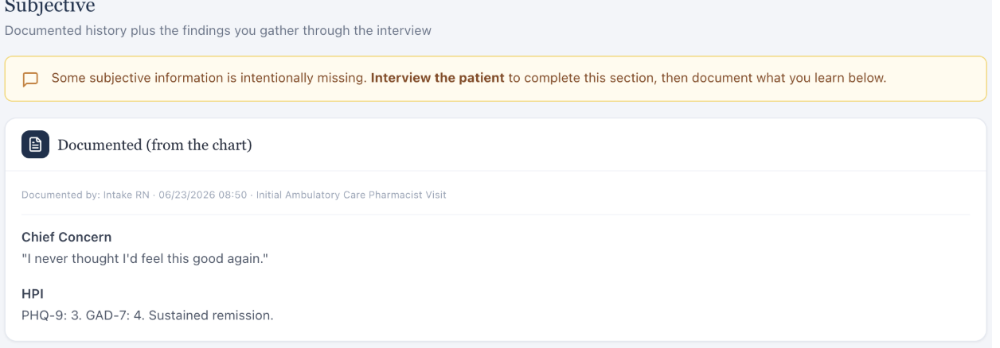 Subjective
Documented history plus the findings you gather through the interview
Some subjective information is intentionally missing. Interview the patient to complete this section, then document what you learn below.
Documented (from the chart)
Documented by: Intake RN · 06/23/2026 08:50 · Initial Ambulatory Care Pharmacist Visit
Chief Concern
"I never thought I'd feel this good again."
HPI
PHQ-9: 3. GAD-7: 4. Sustained remission.